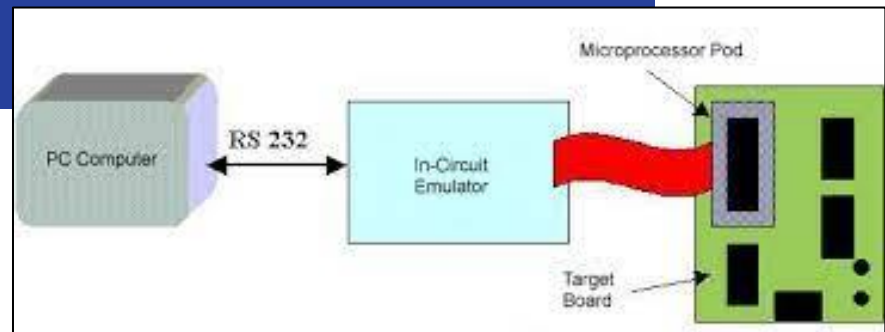 Microprocessor Pod
RS 232
PC Computer
In-Circuit
Emulator
Target
Board